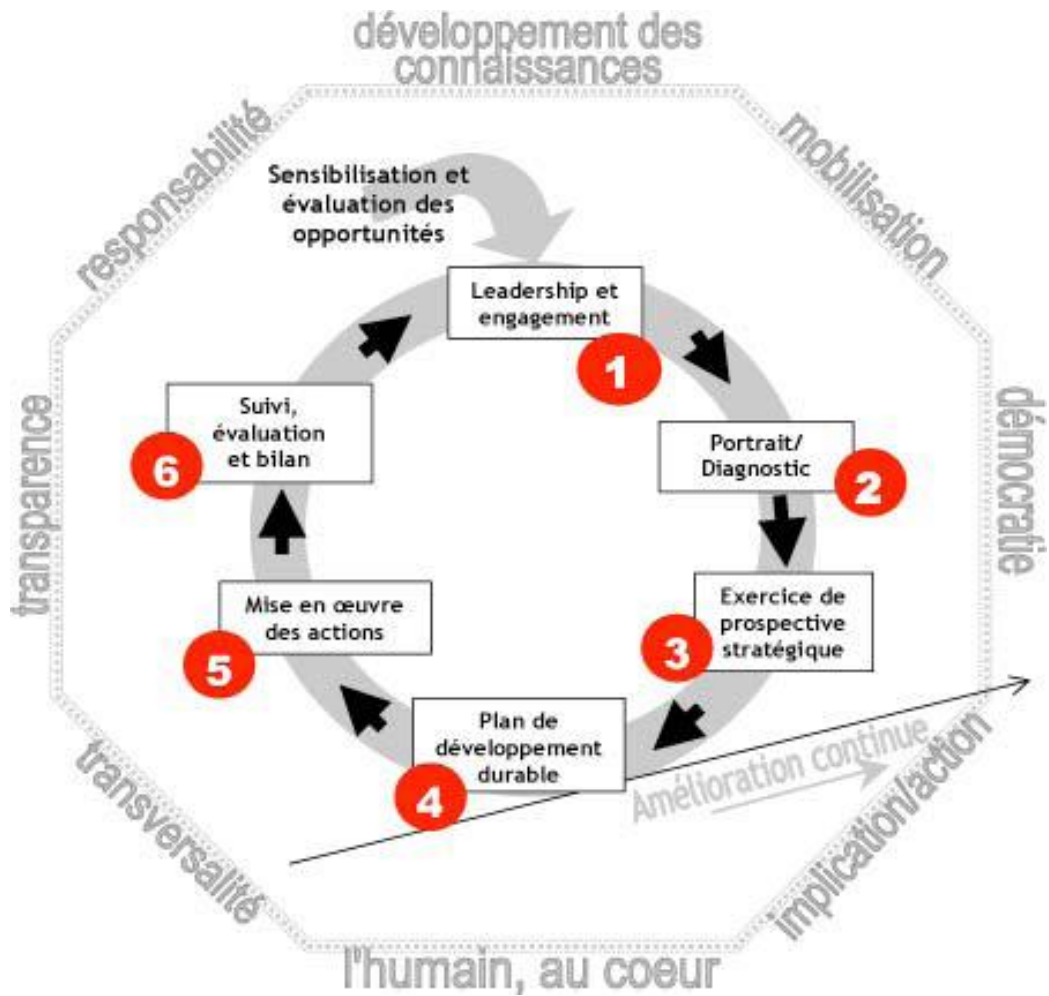 développement des
connaissances
responsabilité
mobilisation
Sensibilisation et
évaluation des
opportunités
Leadership et
engagement
1
Portrait/
Diagnostic
2
Exercice de
prospective
stratégique
3
Plan de
développement
durable
4
Mise en œuvre
des actions
5
Suivi,
évaluation
et bilan
6
transparence
démocratie
Amélioration continue
transversalité
implication/action
l'humain, au coeur